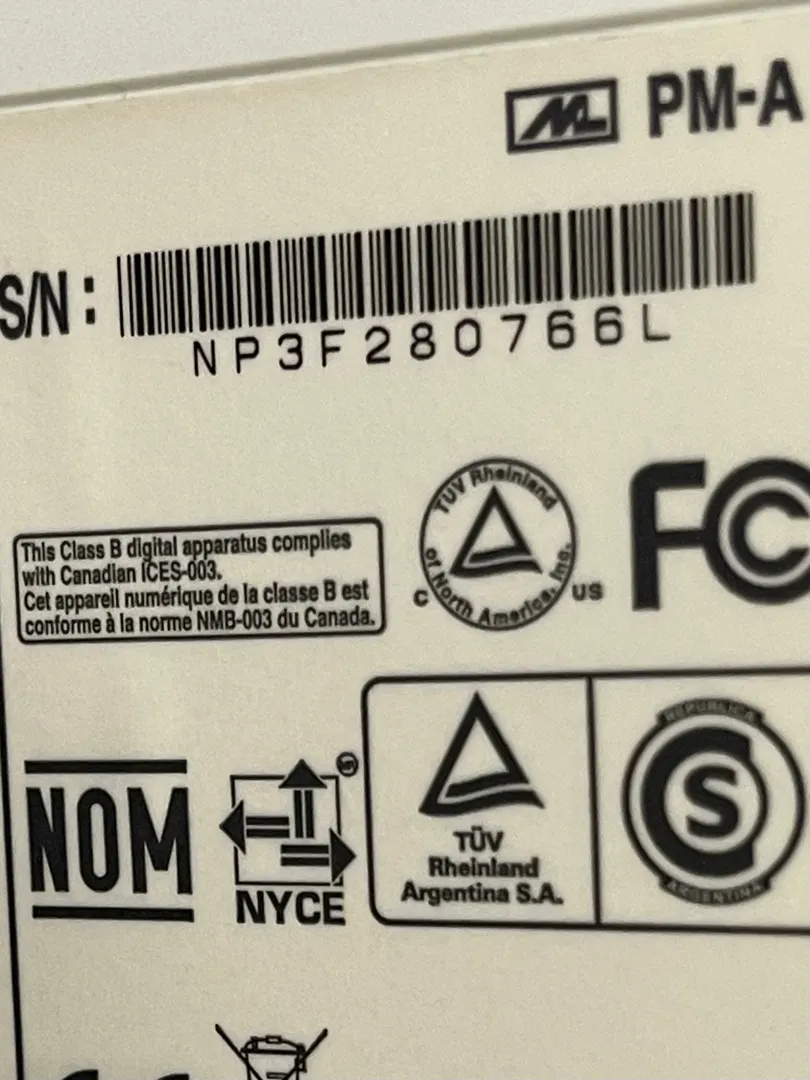 PM-A
S/N:
NP3F280766L
This Class B digital apparatus complies
with Canadian ICES-003.
Cet appareil numérique de la classe B est
conforme à la norme NMB-003 du Canada.
TÜV Rheinland
of North America, Inc.
C US
FC
NOM
NYCE
TÜV
Rheinland
Argentina S.A.
REPUBLICA
S
ARGENTINA